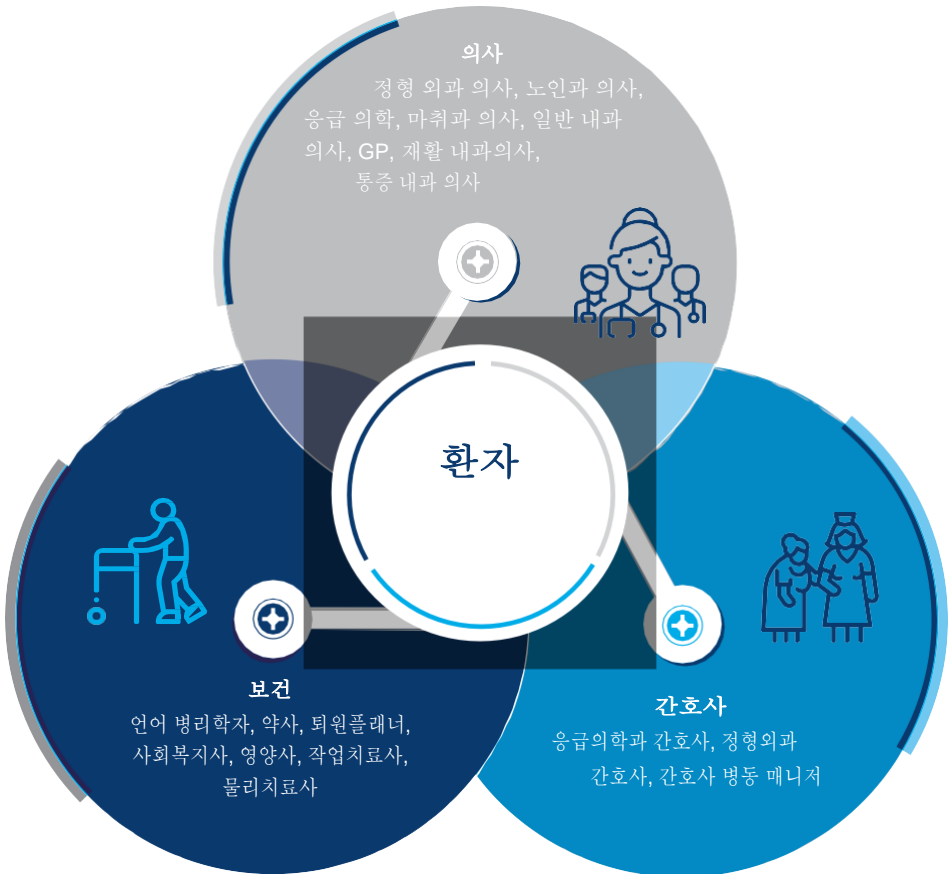 의사
정형 외과 의사, 노인과 의사,
응급 의학, 마취과 의사, 일반 내과
의사, GP, 재활 내과의사,
통증 내과 의사
환자
보건
언어 병리학자, 약사, 퇴원플래너,
사회복지사, 영양사, 작업치료사,
물리치료사
간호사
응급의학과 간호사, 정형외과
간호사, 간호사 병동 매니저